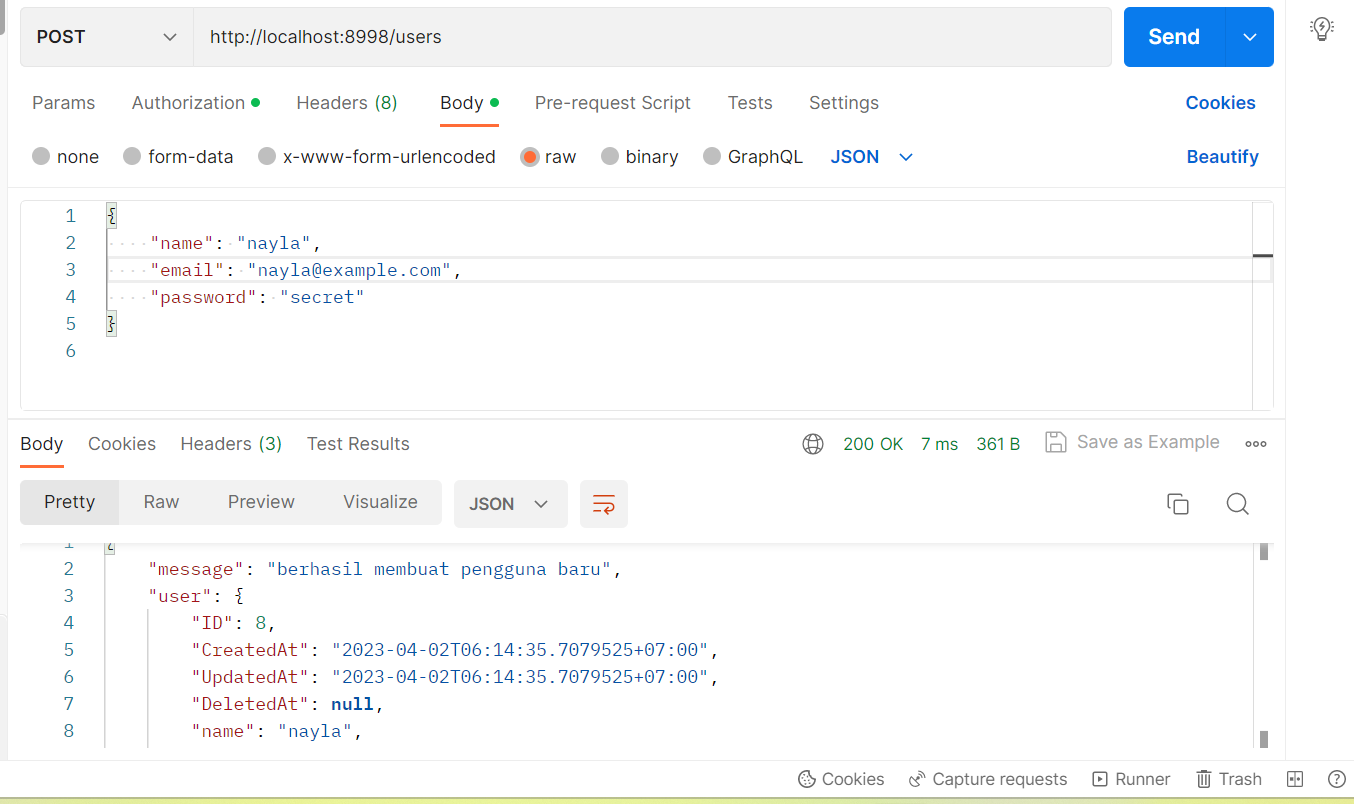 POST http://localhost:8998/users Send
Params Authorization Headers (8) Body Pre-request Script Tests Settings Cookies
none form-data x-www-form-urlencoded raw binary GraphQL JSON Beautify
1 {
2 "name": "nayla",
3 "email": "nayla@example.com",
4 "password": "secret"
5 }
6
Body Cookies Headers (3) Test Results 200 OK 7 ms 361 B Save as Example
Pretty Raw Preview Visualize JSON
1 {
2 "message": "berhasil membuat pengguna baru",
3 "user": {
4 "ID": 8,
5 "CreatedAt": "2023-04-02T06:14:35.7079525+07:00",
6 "UpdatedAt": "2023-04-02T06:14:35.7079525+07:00",
7 "DeletedAt": null,
8 "name": "nayla",
Cookies Capture requests Runner Trash